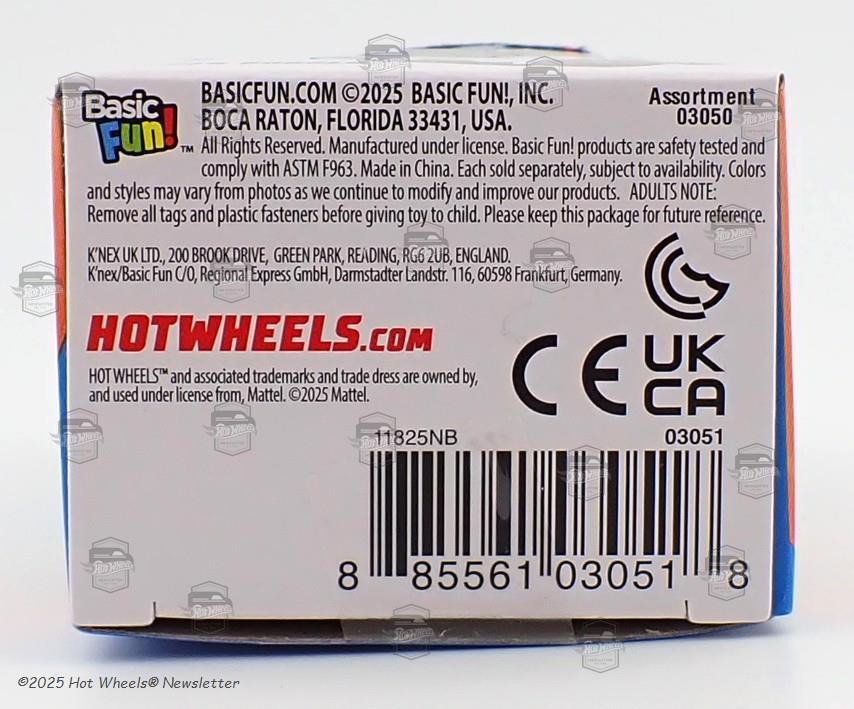 Basic Fun! ™
BASICFUN.COM ©2025 BASIC FUN!, INC.
BOCA RATON, FLORIDA 33431, USA.
Assortment
03050
All Rights Reserved. Manufactured under license. Basic Fun! products are safety tested and
comply with ASTM F963. Made in China. Each sold separately, subject to availability. Colors
and styles may vary from photos as we continue to modify and improve our products. ADULTS NOTE:
Remove all tags and plastic fasteners before giving toy to child. Please keep this package for future reference.
K'NEX UK LTD., 200 BROOK DRIVE, GREEN PARK, READING, RG6 2UB, ENGLAND.
K'nex/Basic Fun C/O, Regional Express GmbH, Darmstadter Landstr. 116, 60598 Frankfurt, Germany.
HOTWHEELS.COM
HOT WHEELS™ and associated trademarks and trade dress are owned by,
and used under license from, Mattel. ©2025 Mattel.
CE
UK
CA
11825NB
03051
8 85561 03051 8
©2025 Hot Wheels® Newsletter